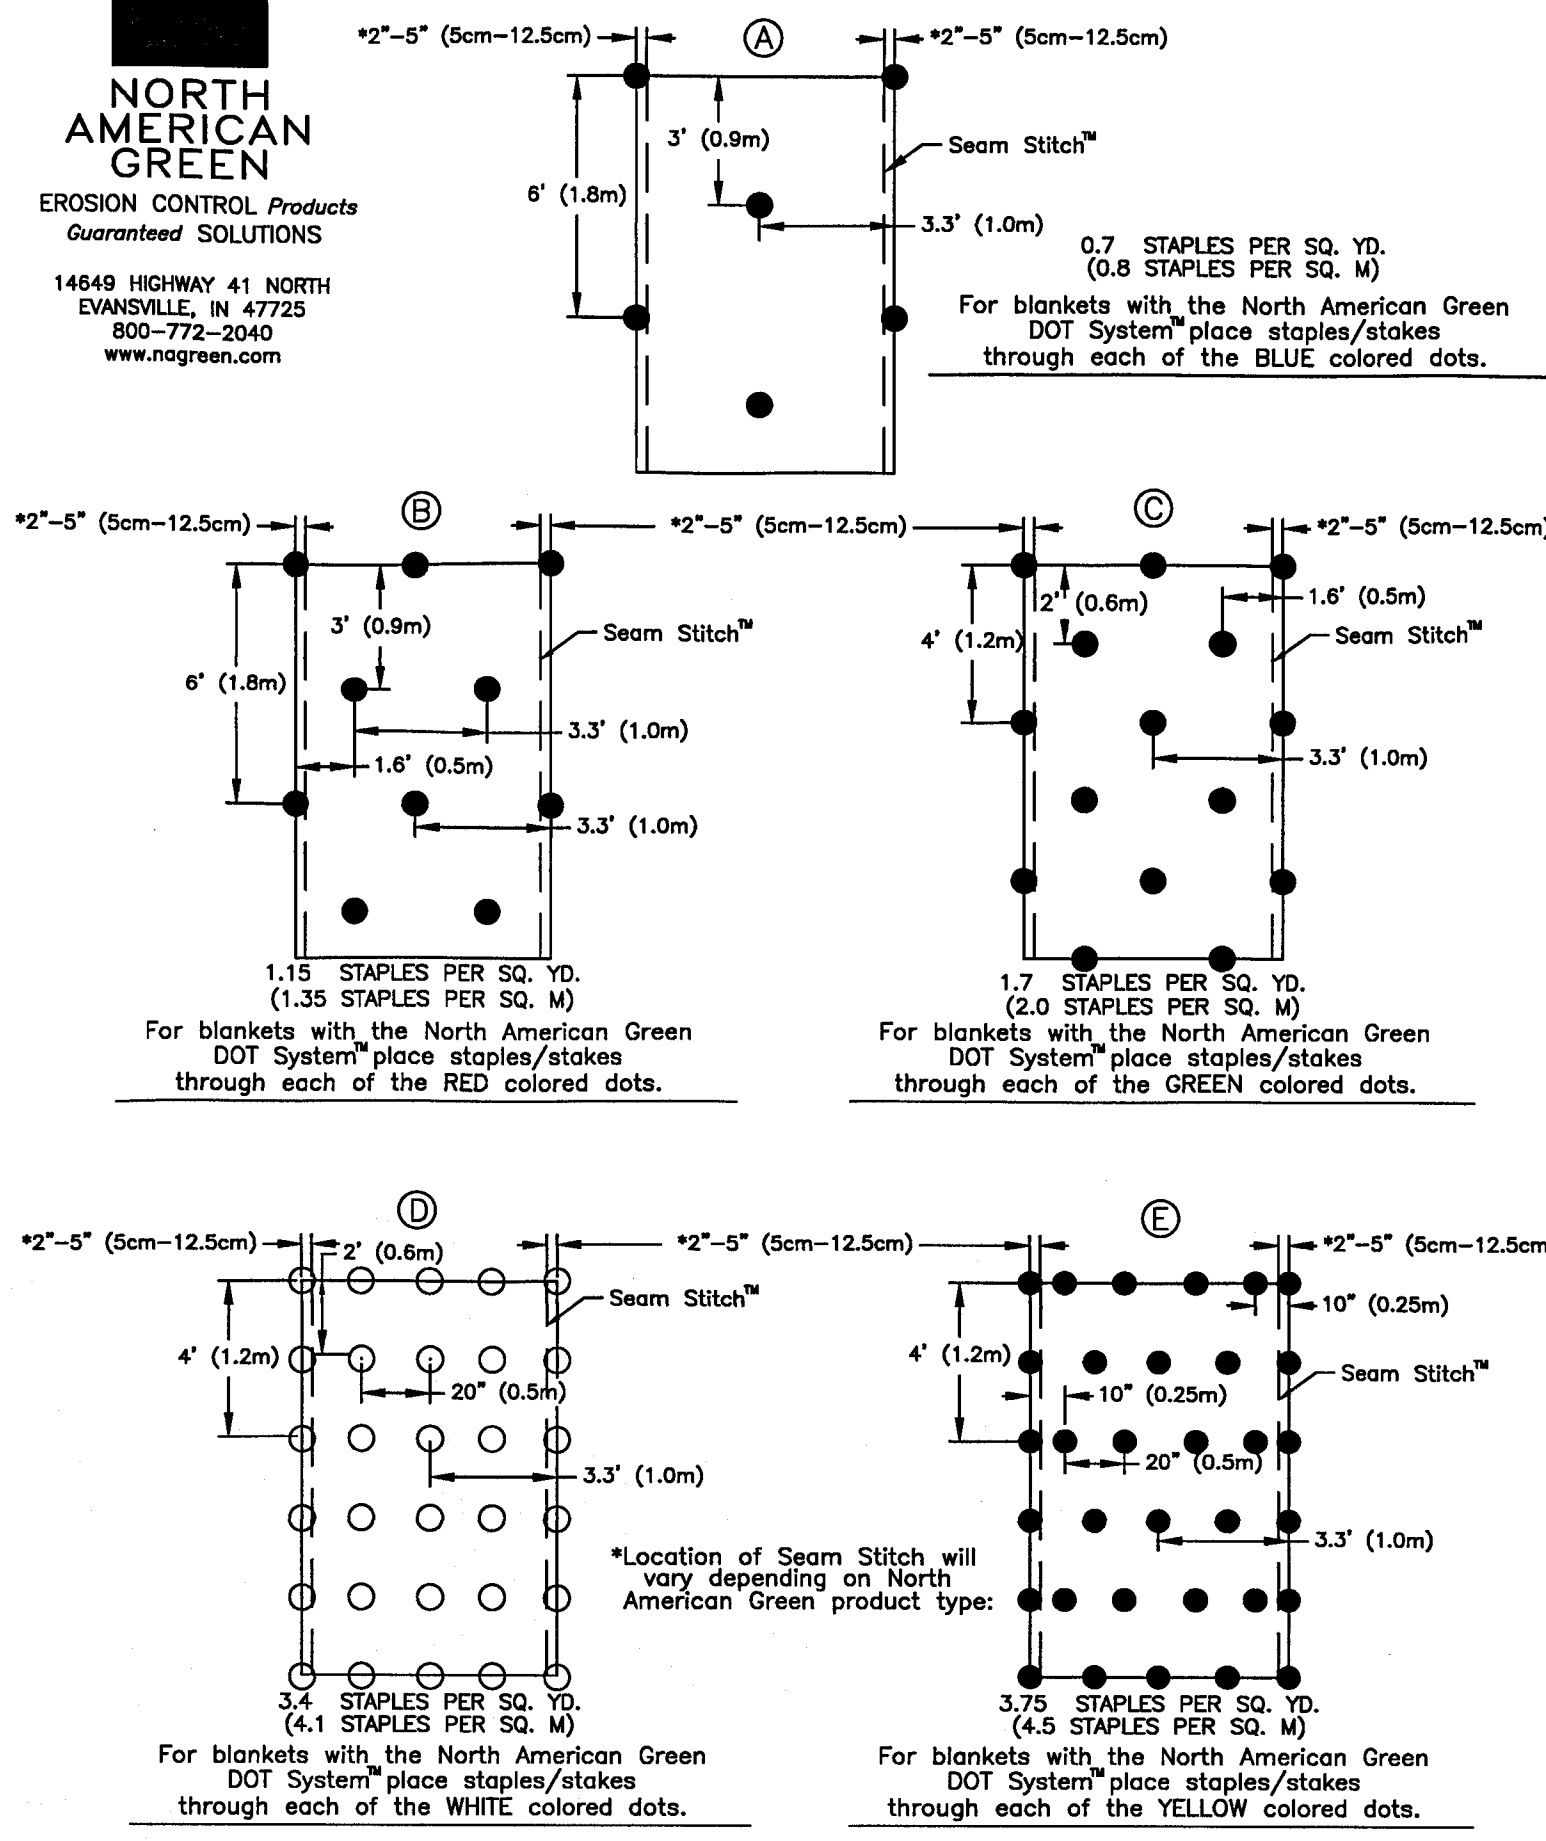 NORTH
AMERICAN
GREEN
EROSION CONTROL Products
Guaranteed SOLUTIONS
14649 HIGHWAY 41 NORTH
EVANSVILLE, IN 47725
800-772-2040
www.nagreen.com
*2"-5" (5cm-12.5cm)
A
*2"-5" (5cm-12.5cm)
3' (0.9m)
Seam Stitch™
6' (1.8m)
3.3' (1.0m)
0.7 STAPLES PER SQ. YD.
(0.8 STAPLES PER SQ. M)
For blankets with the North American Green
DOT System™ place staples/stakes
through each of the BLUE colored dots.
*2"-5" (5cm-12.5cm)
B
*2"-5" (5cm-12.5cm)
3' (0.9m)
Seam Stitch™
6' (1.8m)
3.3' (1.0m)
1.6' (0.5m)
3.3' (1.0m)
1.15 STAPLES PER SQ. YD.
(1.35 STAPLES PER SQ. M)
For blankets with the North American Green
DOT System™ place staples/stakes
through each of the RED colored dots.
C
*2"-5" (5cm-12.5cm)
2' (0.6m)
1.6' (0.5m)
4' (1.2m)
Seam Stitch™
3.3' (1.0m)
1.7 STAPLES PER SQ. YD.
(2.0 STAPLES PER SQ. M)
For blankets with the North American Green
DOT System™ place staples/stakes
through each of the GREEN colored dots.
*2"-5" (5cm-12.5cm)
D
*2"-5" (5cm-12.5cm)
2' (0.6m)
Seam Stitch™
4' (1.2m)
20" (0.5m)
3.3' (1.0m)
3.4 STAPLES PER SQ. YD.
(4.1 STAPLES PER SQ. M)
For blankets with the North American Green
DOT System™ place staples/stakes
through each of the WHITE colored dots.
*Location of Seam Stitch will
vary depending on North
American Green product type:
E
*2"-5" (5cm-12.5cm
10" (0.25m)
4' (1.2m)
Seam Stitch™
10" (0.25m)
20" (0.5m)
3.3' (1.0m)
3.75 STAPLES PER SQ. YD.
(4.5 STAPLES PER SQ. M)
For blankets with the North American Green
DOT System™ place staples/stakes
through each of the YELLOW colored dots.